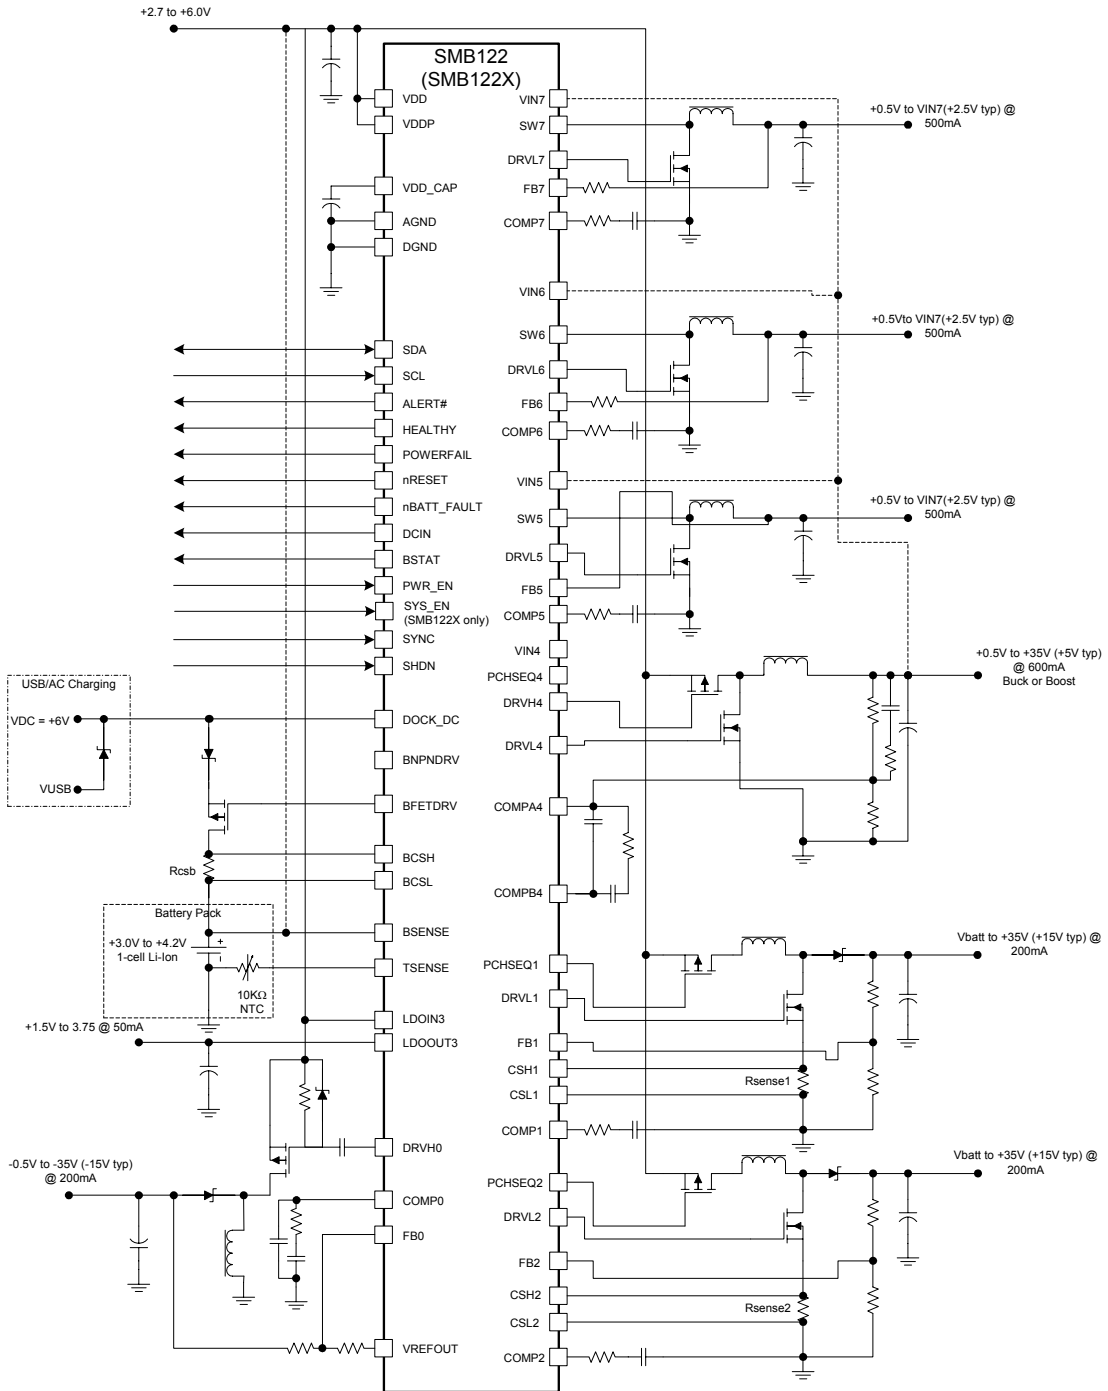 +2.7 to +6.0V
SMB122
(SMB122X)
VDD
VDDP
VDD_CAP
AGND
DGND
SDA
SCL
ALERT#
HEALTHY
POWERFAIL
nRESET
nBATT_FAULT
DCIN
BSTAT
PWR_EN
SYS_EN
(SMB122X only)
SYNC
SHDN
USB/AC Charging
VDC = +6V
VUSB
DOCK_DC
BNPNDRV
BFETDRV
BCSH
Rcsb
BCSL
Battery Pack
+3.0V to +4.2V
1-cell Li-Ion
+
-
BSENSE
TSENSE
10KΩ
NTC
LDOIN3
+1.5V to 3.75 @ 50mA
LDOOUT3
DRVH0
-0.5V to -35V (-15V typ)
@ 200mA
COMP0
FB0
VREFOUT
VIN7
SW7
DRVL7
FB7
COMP7
+0.5V to VIN7(+2.5V typ) @
500mA
VIN6
SW6
DRVL6
FB6
COMP6
+0.5Vto VIN7(+2.5V typ) @
500mA
VIN5
SW5
DRVL5
FB5
COMP5
+0.5V to VIN7(+2.5V typ) @
500mA
VIN4
PCHSEQ4
DRVH4
DRVL4
COMPA4
COMPB4
+0.5V to +35V (+5V typ)
@ 600mA
Buck or Boost
PCHSEQ1
DRVL1
FB1
CSH1
CSL1
COMP1
Rsense1
Vbatt to +35V (+15V typ) @
200mA
PCHSEQ2
DRVL2
FB2
CSH2
CSL2
COMP2
Rsense2
Vbatt to +35V (+15V typ) @
200mA